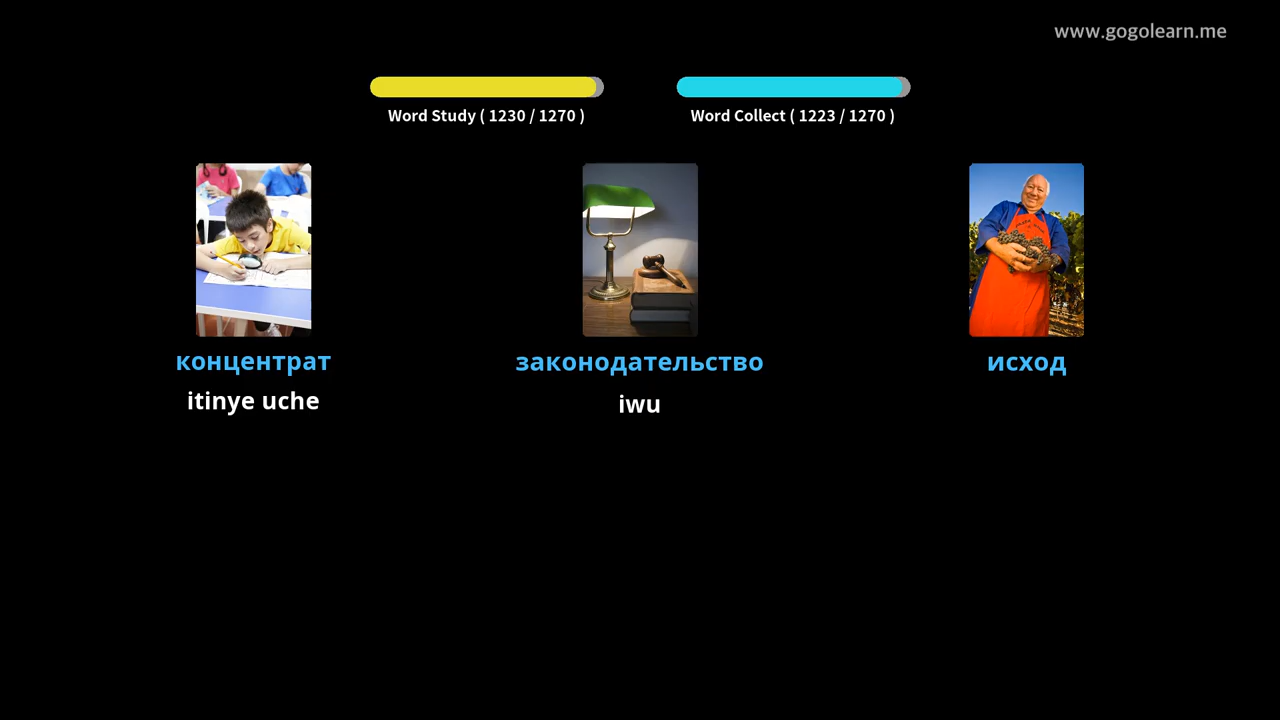 www.gogolearn.me
Word Study ( 1230 / 1270 )
Word Collect ( 1223 / 1270 )
концентрат
законодательство
исход
itinye uche
iwu